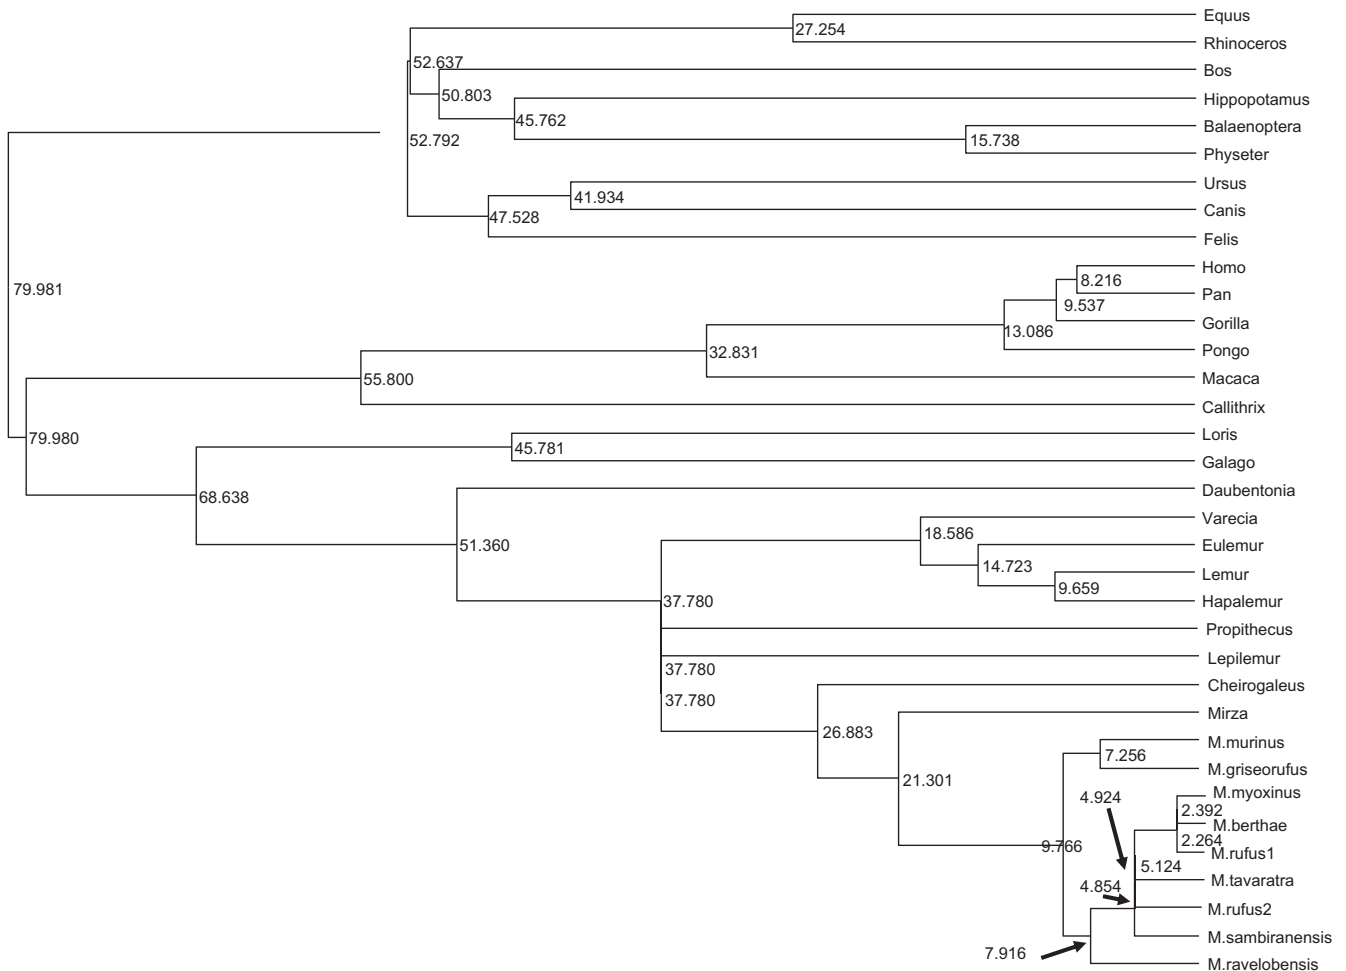 Equus
27.254
Rhinoceros
52.637
Bos
50.803
Hippopotamus
45.762
Balaenoptera
52.792
15.738
Physeter
Ursus
41.934
Canis
47.528
Felis
Homo
8.216
79.981
Pan
9.537
Gorilla
13.086
Pongo
32.831
Macaca
55.800
Callithrix
Loris
79.980
45.781
Galago
68.638
Daubentonia
Varecia
18.586
51.360
Eulemur
14.723
Lemur
9.659
Hapalemur
37.780
Propithecus
Lepilemur
37.780
Cheirogaleus
37.780
Mirza
26.883
M.murinus
7.256
M.griseorufus
21.301
M.myoxinus
4.924
2.392
M.berthae
2.264
9.766
M.rufus1
5.124
M.tavaratra
4.854
M.rufus2
M.sambiranensis
7.916
M.ravelobensis